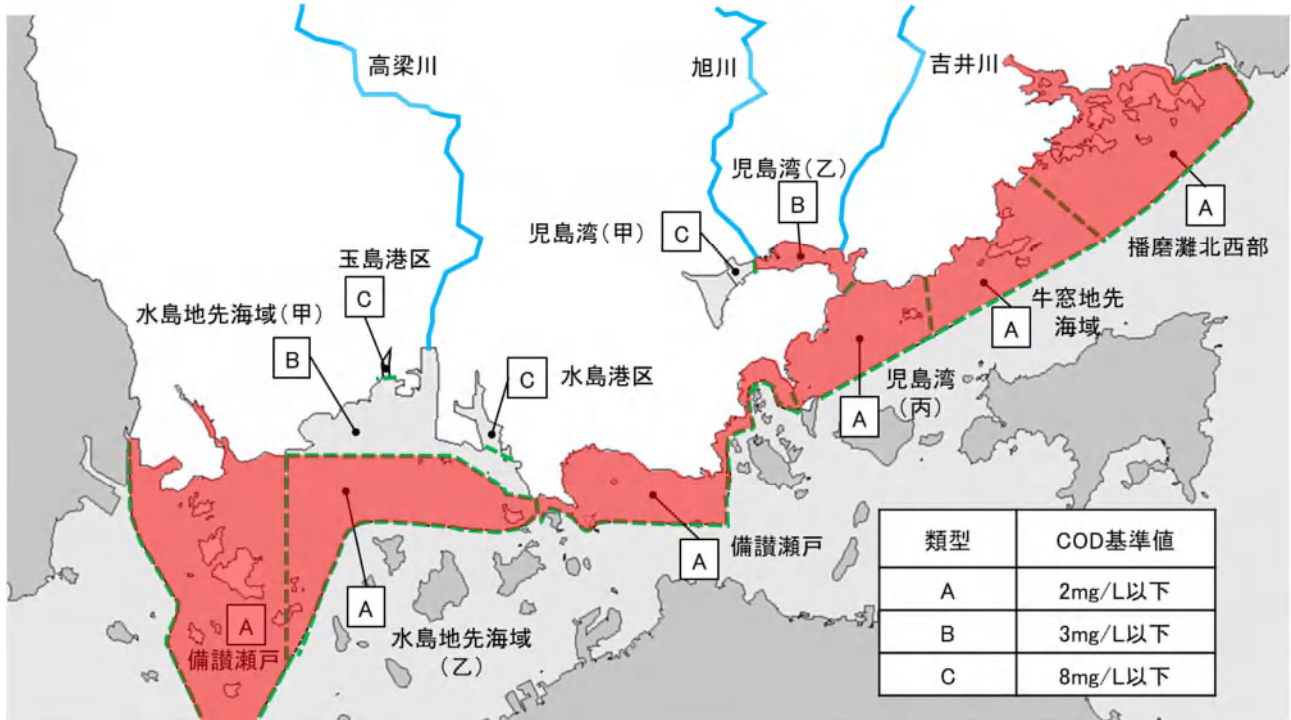 高梁川
旭川
吉井川
児島湾(乙)
B
児島湾(甲)
C
A
播磨灘北西部
玉島港区
C
水島地先海域(甲)
B
C
水島港区
A
牛窓地先
海域
A
児島湾
(丙)
A
備讃瀬戸
A
備讃瀬戸
A
水島地先海域
(乙)
類型 COD基準値
A 2mg/L以下
B 3mg/L以下
C 8mg/L以下